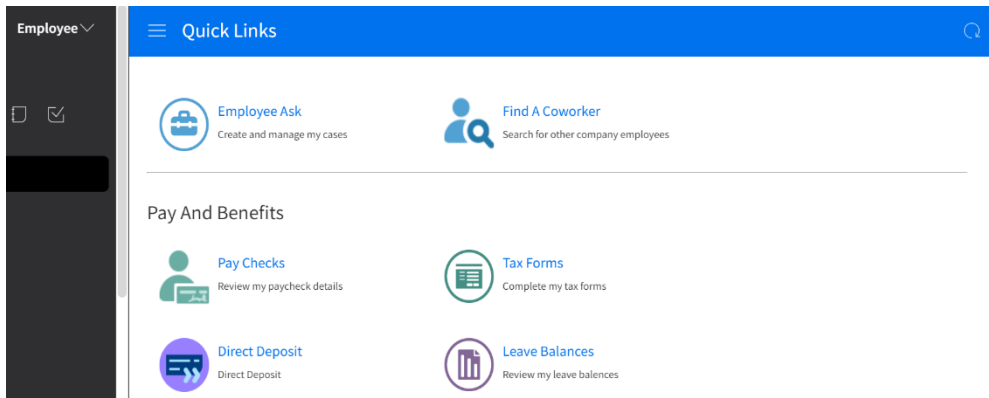 Employee
Quick Links
Employee Ask
Create and manage my cases
Find A Coworker
Search for other company employees
Pay And Benefits
Pay Checks
Review my paycheck details
Tax Forms
Complete my tax forms
Direct Deposit
Direct Deposit
Leave Balances
Review my leave balences